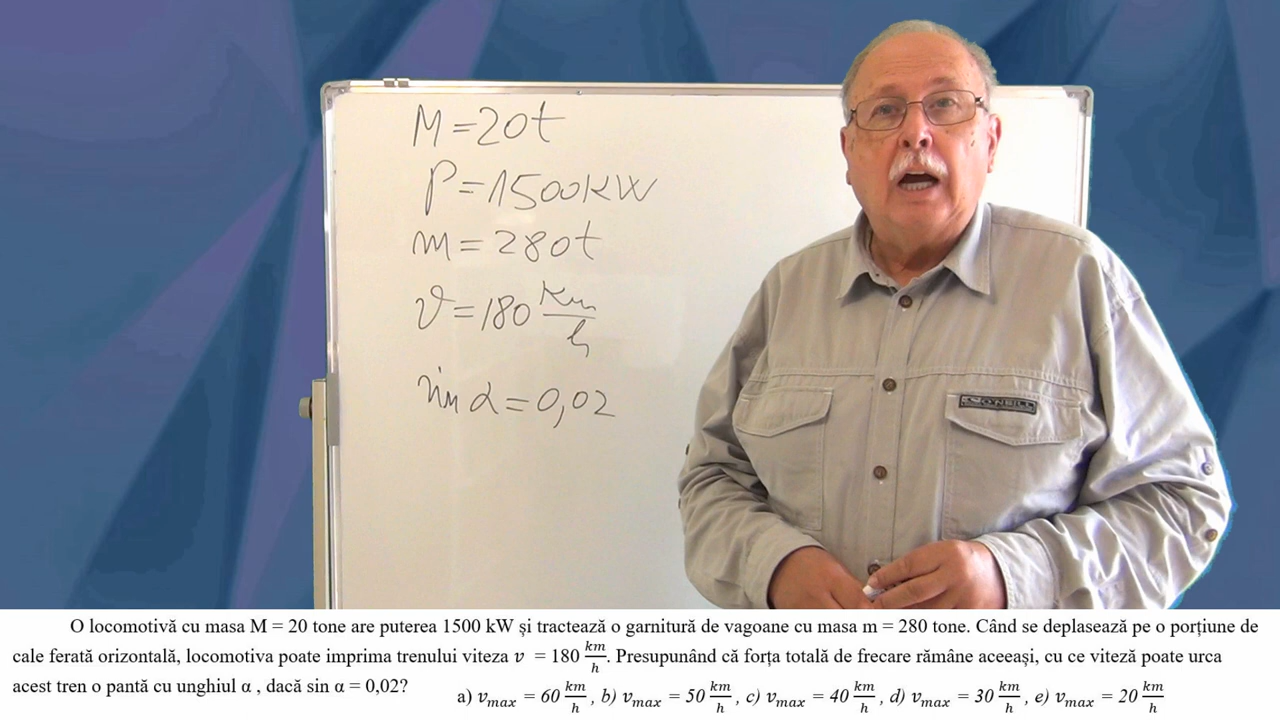 M = 20t
P = 1500KW
m = 280t
v = 180 Km/h
sin α = 0,02
O'NEILL
O locomotivă cu masa M = 20 tone are puterea 1500 kW și tractează o garnitură de vagoane cu masa m = 280 tone. Când se deplasează pe o porțiune de
cale ferată orizontală, locomotiva poate imprima trenului viteza v = 180 km/h. Presupunând că forța totală de frecare rămâne aceeași, cu ce viteză poate urca
acest tren o pantă cu unghiul α , dacă sin α = 0,02?
a) vmax = 60 km/h , b) vmax = 50 km/h , c) vmax = 40 km/h , d) vmax = 30 km/h , e) vmax = 20 km/h